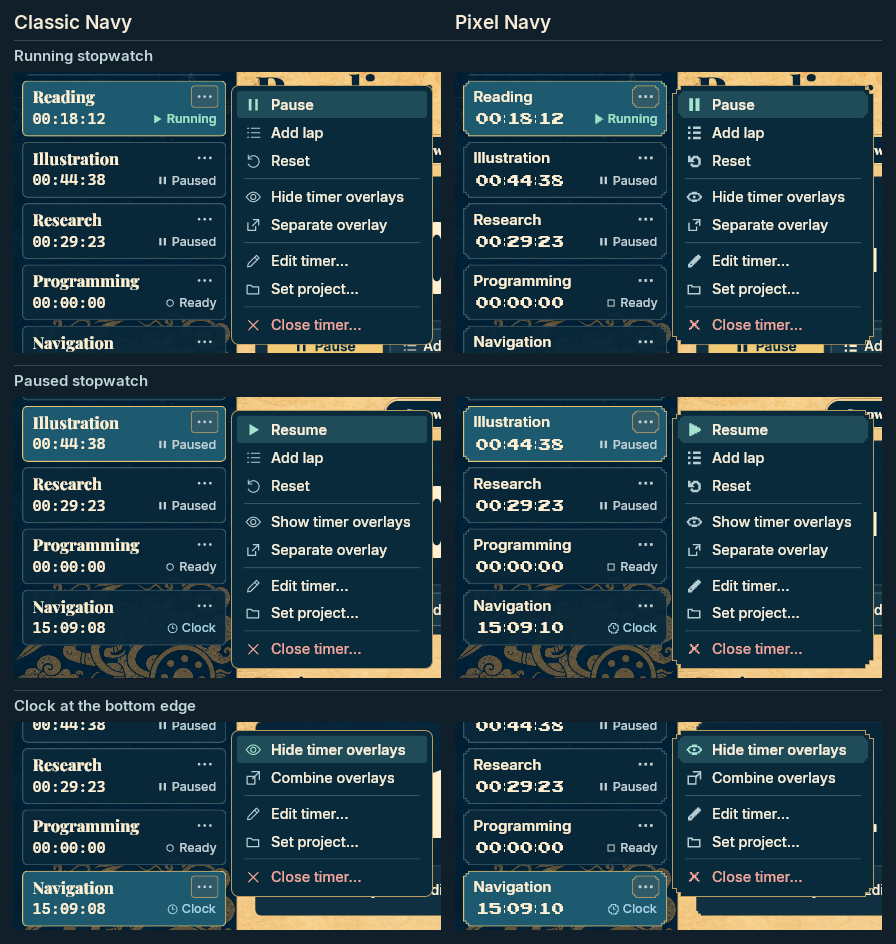 Classic Navy
Pixel Navy
Running stopwatch
Reading
00:18:12
Running
Illustration
00:44:38
Paused
Research
00:29:23
Paused
Programming
00:00:00
Ready
Navigation
Pause
Add lap
Reset
Hide timer overlays
Separate overlay
Edit timer...
Set project...
Close timer...
Pause
Reading
00:18:12
Running
Illustration
00:44:38
Paused
Research
00:29:23
Paused
Programming
00:00:00
Ready
Navigation
Pause
Add lap
Reset
Hide timer overlays
Separate overlay
Edit timer...
Set project...
Close timer...
Pause
Paused stopwatch
Illustration
00:44:38
Paused
Research
00:29:23
Paused
Programming
00:00:00
Ready
Navigation
15:09:08
Clock
Resume
Add lap
Reset
Show timer overlays
Separate overlay
Edit timer...
Set project...
Close timer...
Illustration
00:44:38
Paused
Research
00:29:23
Paused
Programming
00:00:00
Ready
Navigation
15:09:10
Clock
Resume
Add lap
Reset
Show timer overlays
Separate overlay
Edit timer...
Set project...
Close timer...
Clock at the bottom edge
00:44:38
Paused
Research
00:29:23
Paused
Programming
00:00:00
Ready
Navigation
15:09:08
Clock
Hide timer overlays
Combine overlays
Edit timer...
Set project...
Close timer...
00:44:38
Paused
Research
00:29:23
Paused
Programming
00:00:00
Ready
Navigation
15:09:10
Clock
Hide timer overlays
Combine overlays
Edit timer...
Set project...
Close timer...